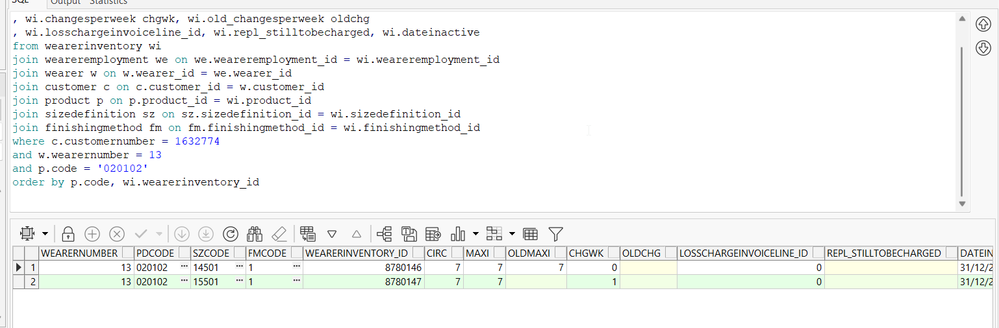 SQL Output Statistics
, wi.changesperweek chgwk, wi.old_changesperweek oldchg
, wi.losschargeinvoiceline_id, wi.repl_stilltobecharged, wi.dateinactive
from wearerinventory wi
join weareremployment we on we.weareremployment_id = wi.weareremployment_id
join wearer w on w.wearer_id = we.wearer_id
join customer c on c.customer_id = w.customer_id
join product p on p.product_id = wi.product_id
join sizedefinition sz on sz.sizedefinition_id = wi.sizedefinition_id
join finishingmethod fm on fm.finishingmethod_id = wi.finishingmethod_id
where c.customernumber = 1632774
and w.wearernumber = 13
and p.code = '020102'
order by p.code, wi.wearerinventory_id
WEARERNUMBER PDCODE SZCODE FMCODE WEARERINVENTORY_ID CIRC MAXI OLDMAXI CHGWK OLDCHG LOSSCHARGEINVOICELINE_ID REPL_STILLTOBECHARGED DATEIN
1 13 020102 ··· 14501 ··· 1 ··· 8780146 7 7 7 0 0 31/12/2
2 13 020102 ··· 15501 ··· 1 ··· 8780147 7 7 1 0 31/12/2